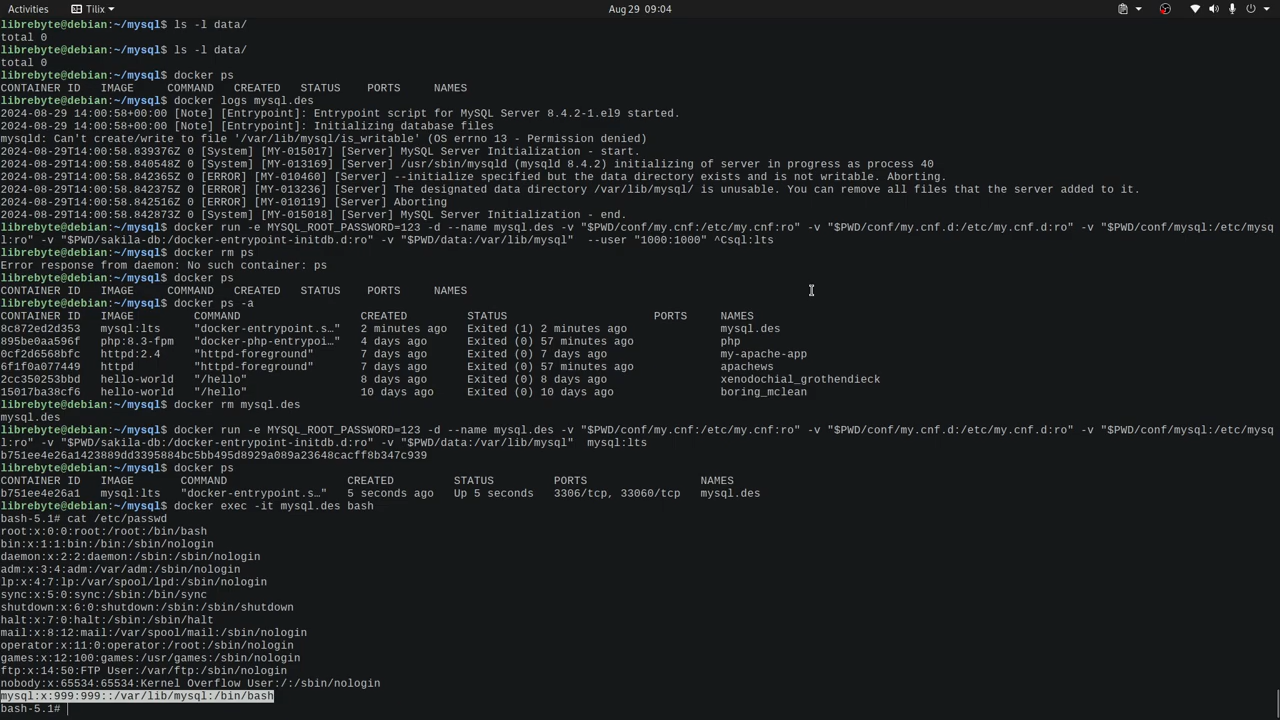 Activities Tilix Aug 29 09:04
librebyte@debian:~/mysql$ ls -l data/
total 0
librebyte@debian:~/mysql$ ls -l data/
total 0
librebyte@debian:~/mysql$ docker ps
CONTAINER ID   IMAGE     COMMAND   CREATED   STATUS    PORTS     NAMES
librebyte@debian:~/mysql$ docker logs mysql.des
2024-08-29 14:00:58+00:00 [Note] [Entrypoint]: Entrypoint script for MySQL Server 8.4.2-1.el9 started.
2024-08-29 14:00:58+00:00 [Note] [Entrypoint]: Initializing database files
mysqld: Can't create/write to file '/var/lib/mysql/is_writable' (OS errno 13 - Permission denied)
2024-08-29T14:00:58.839376Z 0 [System] [MY-015017] [Server] MySQL Server Initialization - start.
2024-08-29T14:00:58.840548Z 0 [System] [MY-013169] [Server] /usr/sbin/mysqld (mysqld 8.4.2) initializing of server in progress as process 40
2024-08-29T14:00:58.842365Z 0 [ERROR] [MY-010460] [Server] --initialize specified but the data directory exists and is not writable. Aborting.
2024-08-29T14:00:58.842375Z 0 [ERROR] [MY-013236] [Server] The designated data directory /var/lib/mysql/ is unusable. You can remove all files that the server added to it.
2024-08-29T14:00:58.842516Z 0 [ERROR] [MY-010119] [Server] Aborting
2024-08-29T14:00:58.842873Z 0 [System] [MY-015018] [Server] MySQL Server Initialization - end.
librebyte@debian:~/mysql$ docker run -e MYSQL_ROOT_PASSWORD=123 -d --name mysql.des -v "$PWD/conf/my.cnf:/etc/my.cnf:ro" -v "$PWD/conf/my.cnf.d:/etc/my.cnf.d:ro" -v "$PWD/conf/mysql:/etc/mysq
l:ro" -v "$PWD/sakila-db:/docker-entrypoint-initdb.d:ro" -v "$PWD/data:/var/lib/mysql"  --user "1000:1000" ^Csql:lts
librebyte@debian:~/mysql$ docker rm ps
Error response from daemon: No such container: ps
librebyte@debian:~/mysql$ docker ps
CONTAINER ID   IMAGE     COMMAND   CREATED   STATUS    PORTS     NAMES
librebyte@debian:~/mysql$ docker ps -a
CONTAINER ID   IMAGE         COMMAND                  CREATED         STATUS                      PORTS     NAMES
8c872ed2d353   mysql:lts     "docker-entrypoint.s…"   2 minutes ago   Exited (1) 2 minutes ago              mysql.des
895be0aa596f   php:8.3-fpm   "docker-php-entrypoi…"   4 days ago      Exited (0) 57 minutes ago             php
0cf2d6568bfc   httpd:2.4     "httpd-foreground"       7 days ago      Exited (0) 7 days ago                 my-apache-app
6f1f0a077449   httpd         "httpd-foreground"       7 days ago      Exited (0) 57 minutes ago             apachews
2cc350253bbd   hello-world   "/hello"                 8 days ago      Exited (0) 8 days ago                 xenodochial_grothendieck
15017ba38cf6   hello-world   "/hello"                 10 days ago     Exited (0) 10 days ago                boring_mclean
librebyte@debian:~/mysql$ docker rm mysql.des
mysql.des
librebyte@debian:~/mysql$ docker run -e MYSQL_ROOT_PASSWORD=123 -d --name mysql.des -v "$PWD/conf/my.cnf:/etc/my.cnf:ro" -v "$PWD/conf/my.cnf.d:/etc/my.cnf.d:ro" -v "$PWD/conf/mysql:/etc/mysq
l:ro" -v "$PWD/sakila-db:/docker-entrypoint-initdb.d:ro" -v "$PWD/data:/var/lib/mysql"  mysql:lts
b751ee4e26a1423889dd3395884bc5bb495d8929a089a23648cacff8b347c939
librebyte@debian:~/mysql$ docker ps
CONTAINER ID   IMAGE       COMMAND                  CREATED         STATUS         PORTS                 NAMES
b751ee4e26a1   mysql:lts   "docker-entrypoint.s…"   5 seconds ago   Up 5 seconds   3306/tcp, 33060/tcp   mysql.des
librebyte@debian:~/mysql$ docker exec -it mysql.des bash
bash-5.1# cat /etc/passwd
root:x:0:0:root:/root:/bin/bash
bin:x:1:1:bin:/bin:/sbin/nologin
daemon:x:2:2:daemon:/sbin:/sbin/nologin
adm:x:3:4:adm:/var/adm:/sbin/nologin
lp:x:4:7:lp:/var/spool/lpd:/sbin/nologin
sync:x:5:0:sync:/sbin:/bin/sync
shutdown:x:6:0:shutdown:/sbin:/sbin/shutdown
halt:x:7:0:halt:/sbin:/sbin/halt
mail:x:8:12:mail:/var/spool/mail:/sbin/nologin
operator:x:11:0:operator:/root:/sbin/nologin
games:x:12:100:games:/usr/games:/sbin/nologin
ftp:x:14:50:FTP User:/var/ftp:/sbin/nologin
nobody:x:65534:65534:Kernel Overflow User:/:/sbin/nologin
mysql:x:999:999::/var/lib/mysql:/bin/bash
bash-5.1#